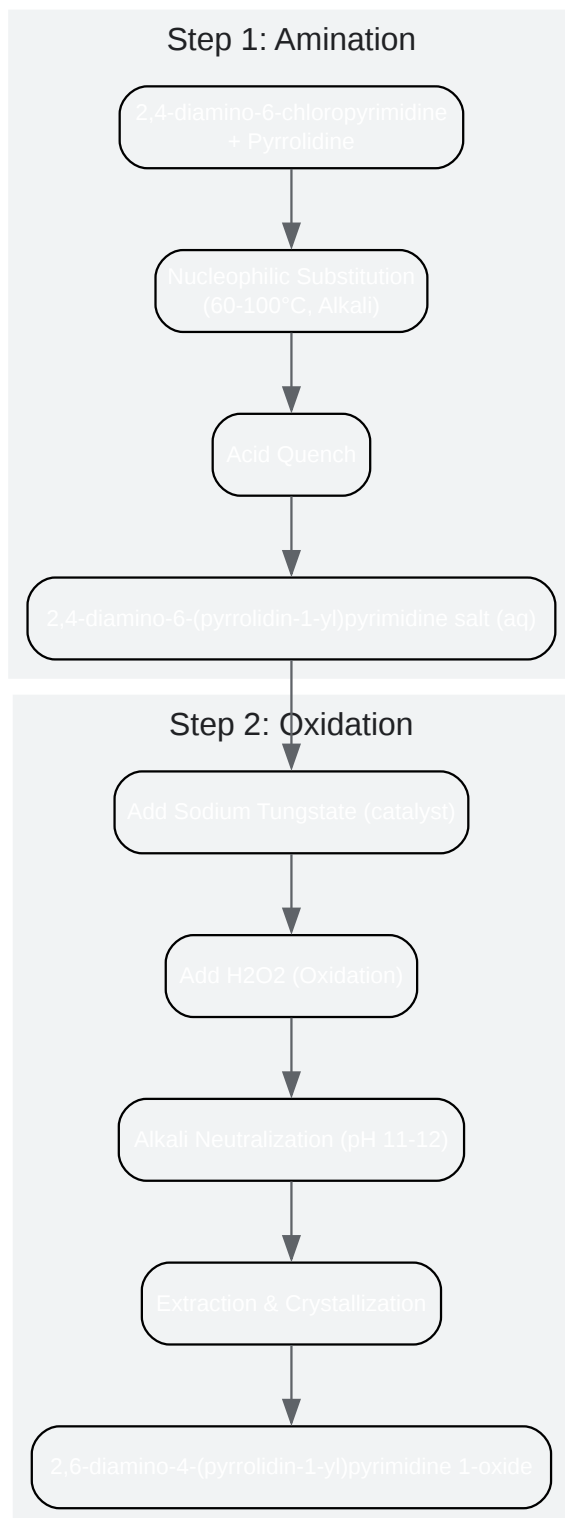 Step 1: Amination
2,4-diamino-6-chloropyrimidine
+ Pyrrolidine
Nucleophilic Substitution
(60-100°C, Alkali)
Acid Quench
2,4-diamino-6-(pyrrolidin-1-yl)pyrimidine salt (aq)
Step 2: Oxidation
Add Sodium Tungstate (catalyst)
Add H2O2 (Oxidation)
Alkali Neutralization (pH 11-12)
Extraction & Crystallization
2,6-diamino-4-(pyrrolidin-1-yl)pyrimidine 1-oxide